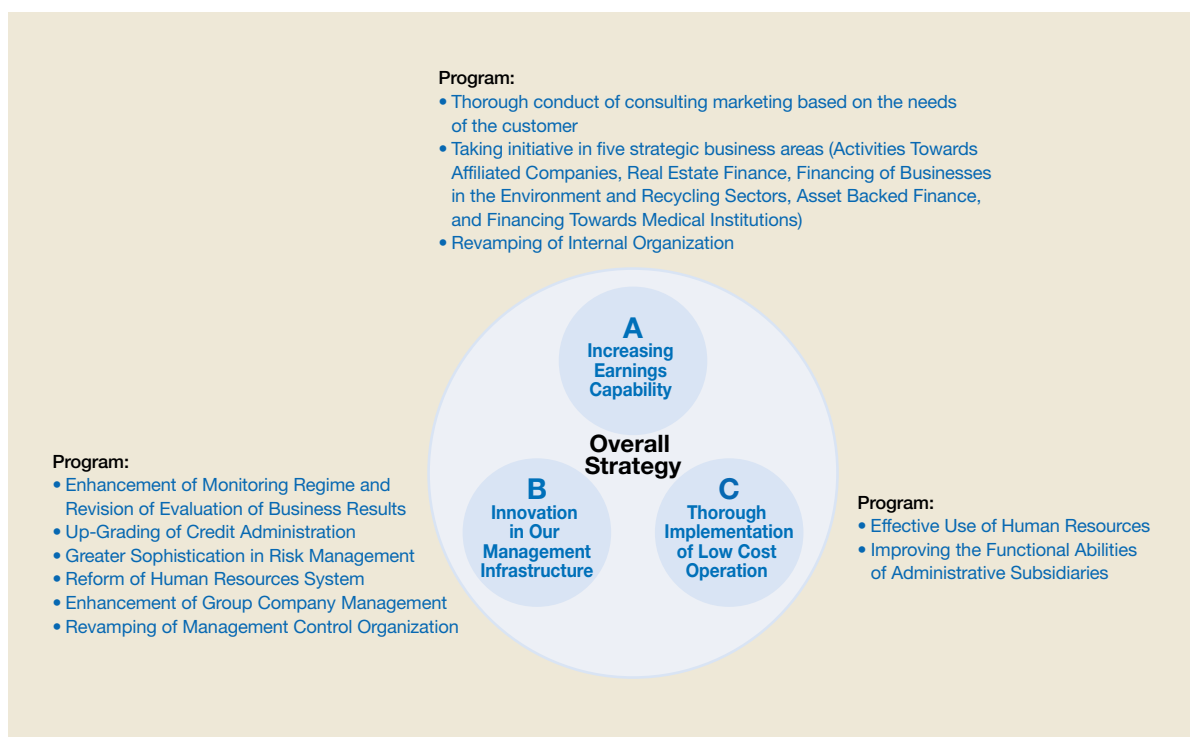 Program:
• Thorough conduct of consulting marketing based on the needs
of the customer
• Taking initiative in five strategic business areas (Activities Towards
Affiliated Companies, Real Estate Finance, Financing of Businesses
in the Environment and Recycling Sectors, Asset Backed Finance,
and Financing Towards Medical Institutions)
• Revamping of Internal Organization
A
Increasing
Earnings
Capability
Overall
Strategy
Program:
• Enhancement of Monitoring Regime and
Revision of Evaluation of Business Results
• Up-Grading of Credit Administration
• Greater Sophistication in Risk Management
• Reform of Human Resources System
• Enhancement of Group Company Management
• Revamping of Management Control Organization
B
Innovation
in Our
Management
Infrastructure
C
Thorough
Implementation
of Low Cost
Operation
Program:
• Effective Use of Human Resources
• Improving the Functional Abilities
of Administrative Subsidiaries